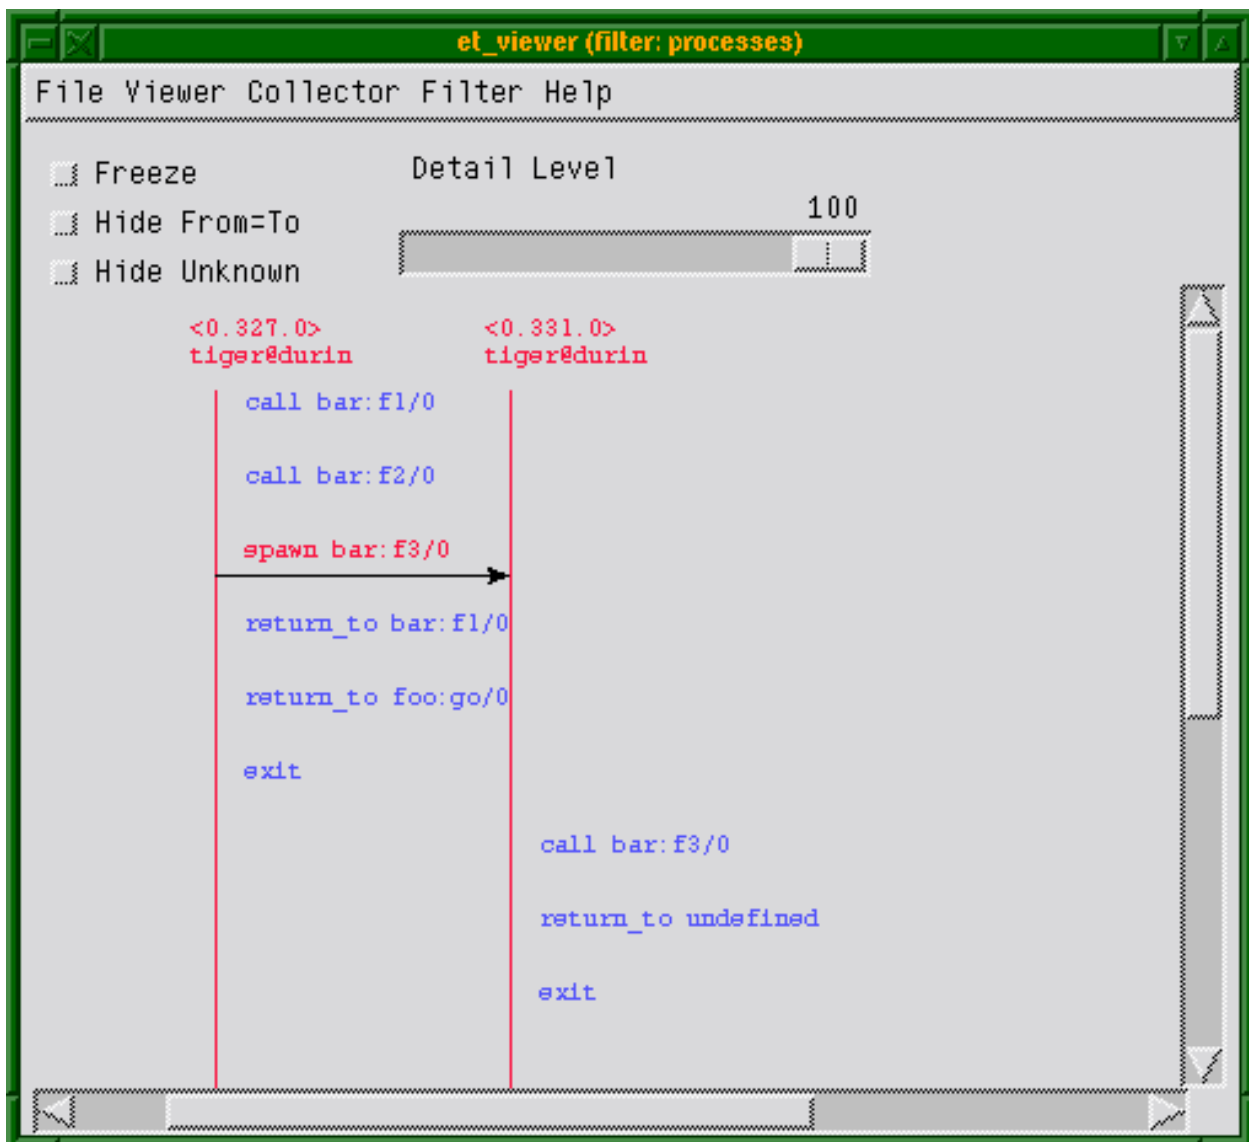 et_viewer (filter: processes)
File Viewer Collector Filter Help
Freeze
Detail Level
Hide From=To
100
Hide Unknown
<0.327.0>
tiger@durin
<0.331.0>
tiger@durin
call bar:f1/0
call bar:f2/0
spawn bar:f3/0
return_to bar:f1/0
return_to foo:go/0
exit
call bar:f3/0
return_to undefined
exit